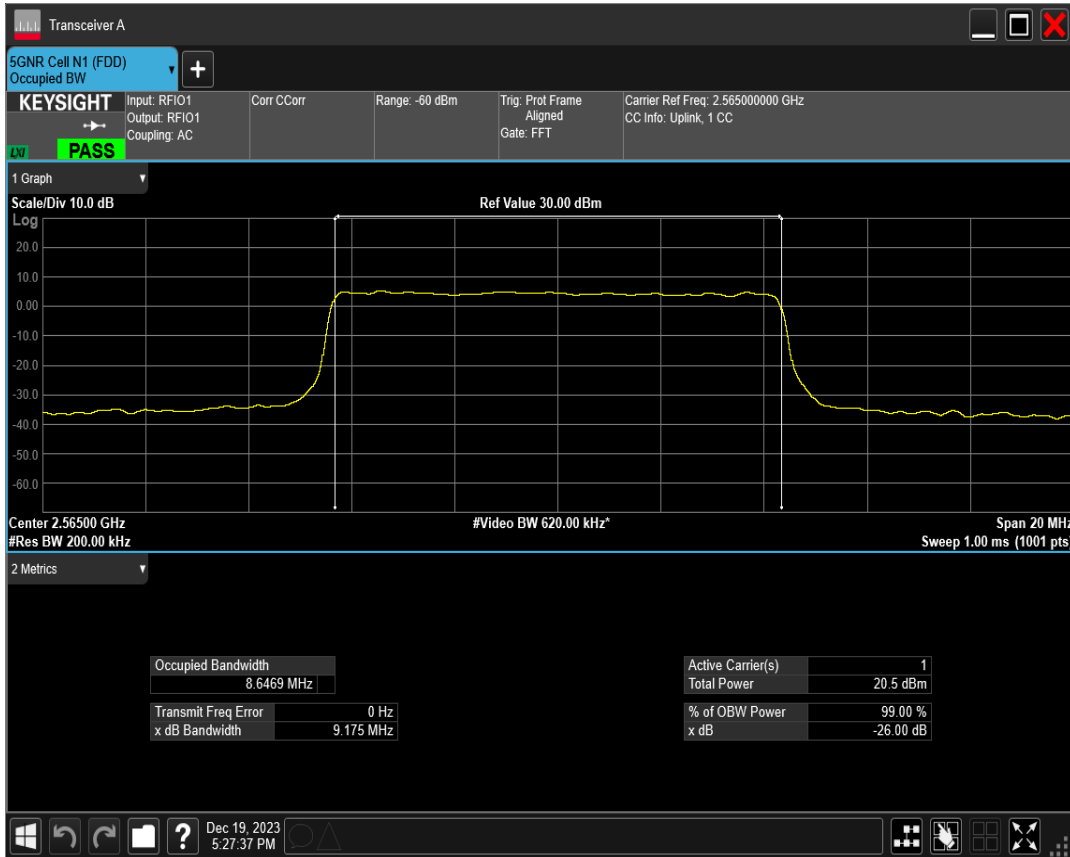 Transceiver A
5GNR Cell N1 (FDD)
Occupied BW
+
KEYSIGHT
LXI
PASS
Input: RFIO1
Output: RFIO1
Coupling: AC
Corr CCorr
Range: -60 dBm
Trig: Prot Frame
Aligned
Gate: FFT
Carrier Ref Freq: 2.565000000 GHz
CC Info: Uplink, 1 CC
1 Graph
Scale/Div 10.0 dB
Ref Value 30.00 dBm
Log
20.0
10.0
0.00
-10.0
-20.0
-30.0
-40.0
-50.0
-60.0
Center 2.56500 GHz
#Video BW 620.00 kHz*
Span 20 MHz
#Res BW 200.00 kHz
Sweep 1.00 ms (1001 pts)
2 Metrics
Occupied Bandwidth
8.6469 MHz
Transmit Freq Error 0 Hz
x dB Bandwidth 9.175 MHz
Active Carrier(s) 1
Total Power 20.5 dBm
% of OBW Power 99.00 %
x dB -26.00 dB
?
Dec 19, 2023
5:27:37 PM